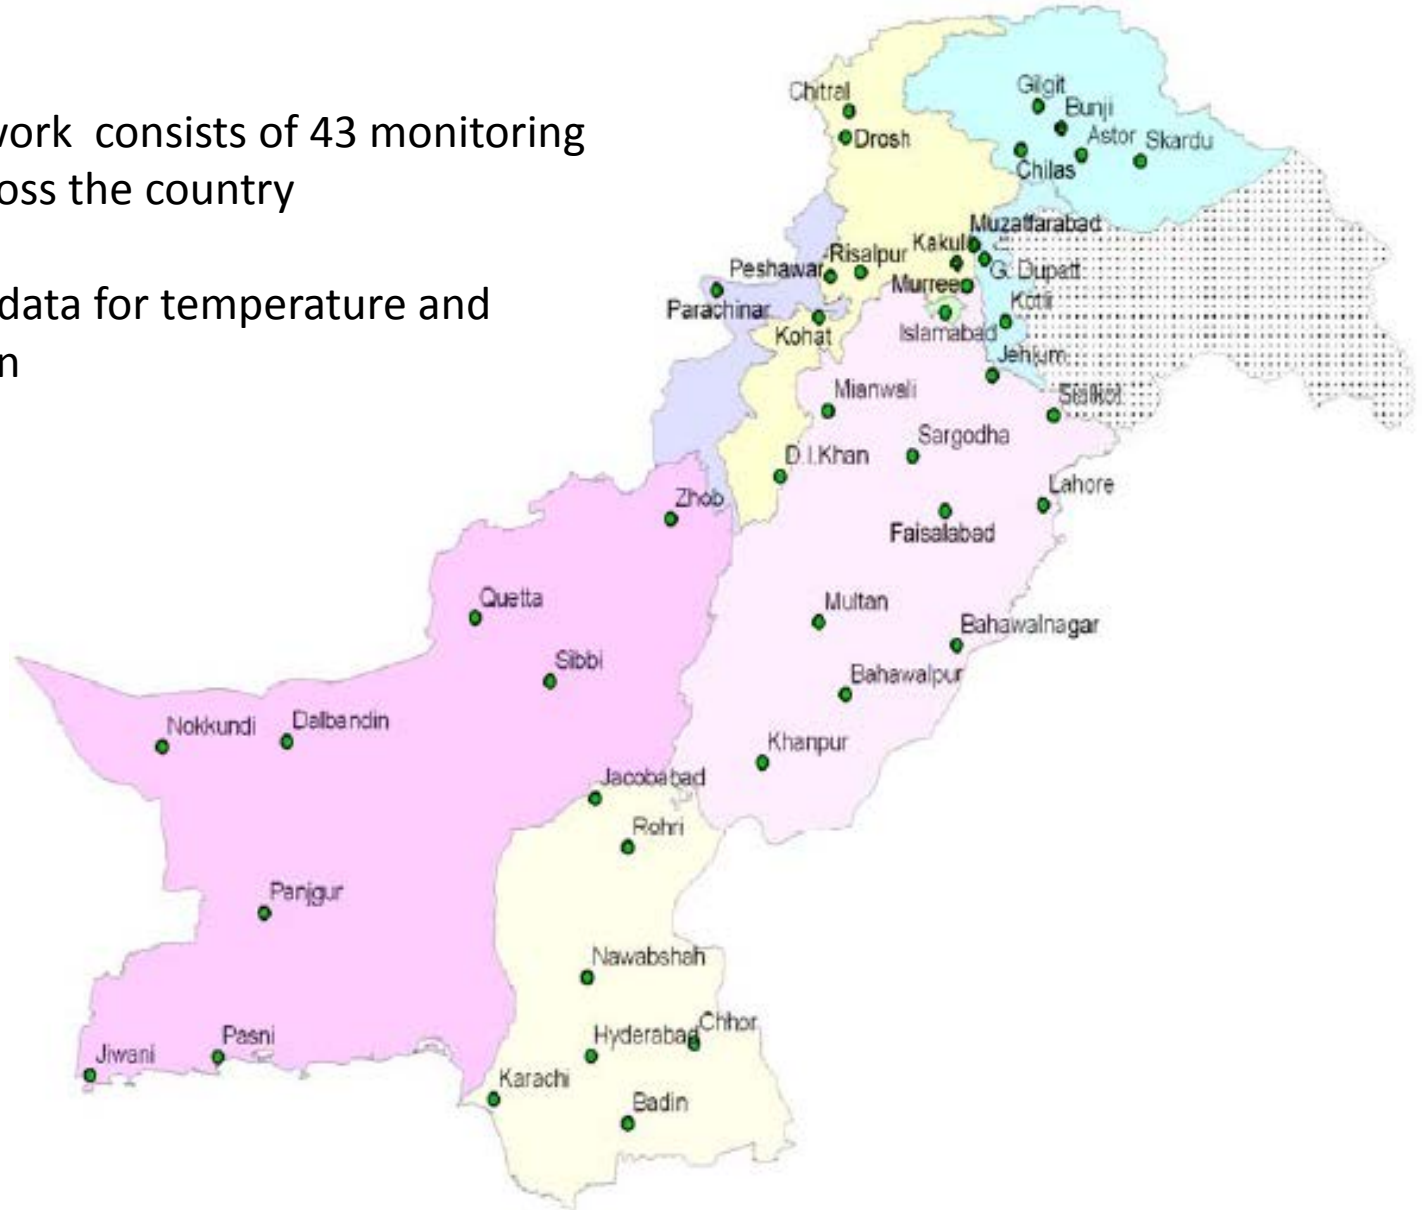 work consists of 43 monitoring
oss the country
data for temperature and
n
Chitral
Drosh
Gilgit
Bunji
Astor
Skardu
Chilas
Muzaffarabad
Kakul
G. Dupatt
Risalpur
Peshawar
Murree
Parachinar
Kotli
Kohat
Islamabad
Jehlum
Mianwali
Sialkot
Sargodha
D.I.Khan
Lahore
Zhob
Faisalabad
Quetta
Multan
Bahawalnagar
Sibbi
Bahawalpur
Nokkundi
Dalbandin
Khanpur
Jacobabad
Rohri
Panjgur
Nawabshah
Chhor
Hyderabad
Pasni
Jiwani
Karachi
Badin